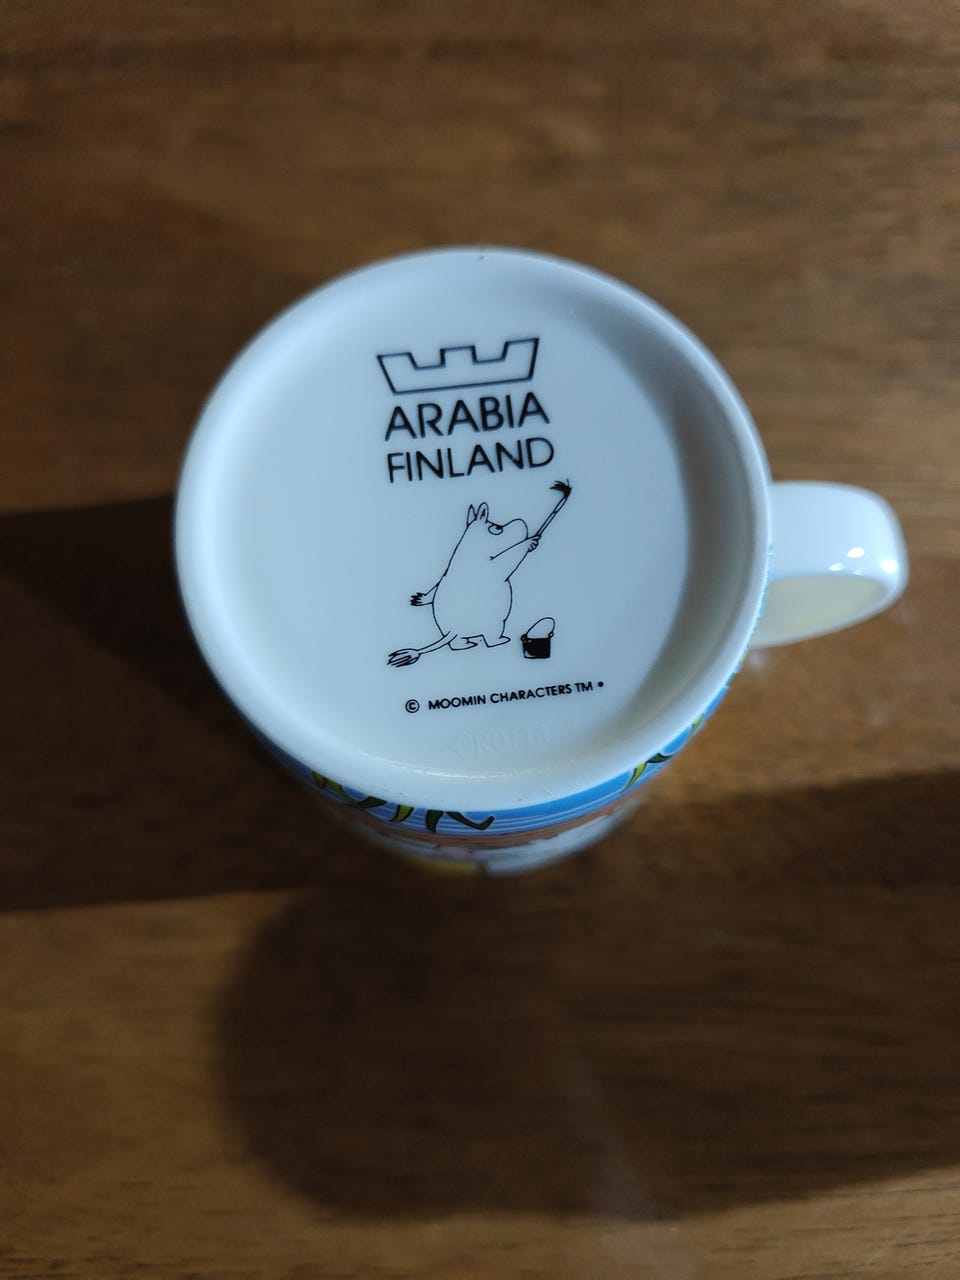 ARABIA
FINLAND
© MOOMIN CHARACTERS TM •